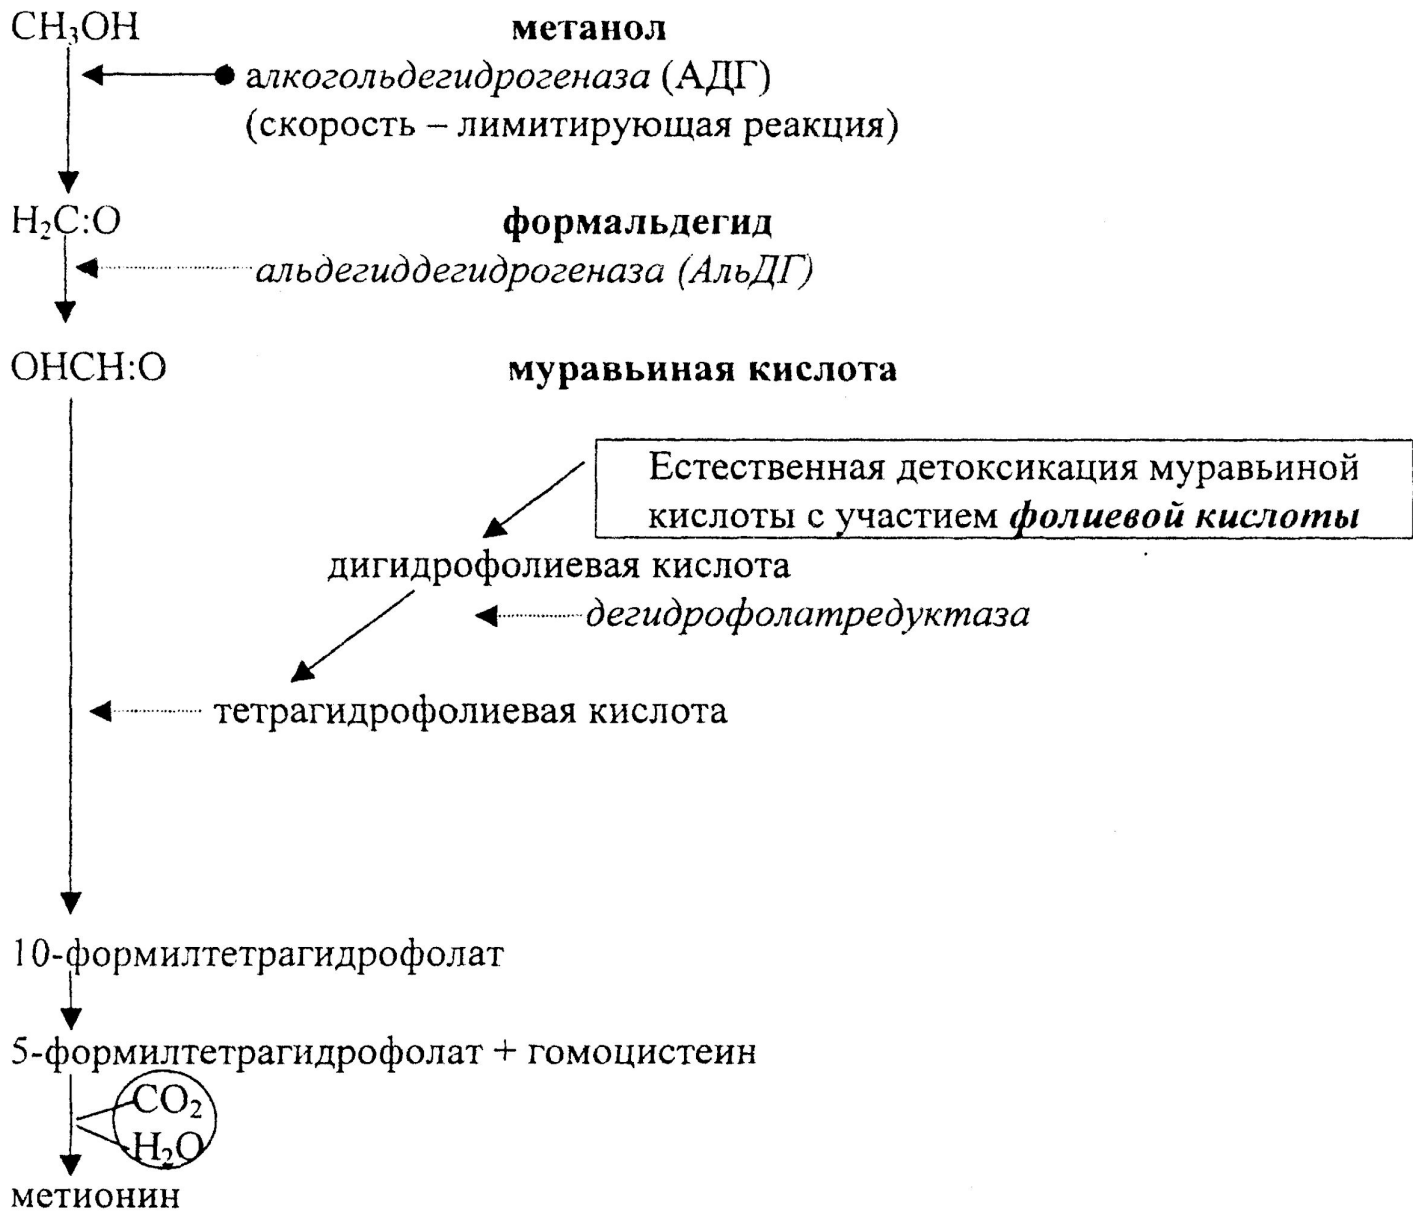 CH₃OH метанол
алкогольдегидрогеназа (АДГ)
(скорость – лимитирующая реакция)
H₂C:O формальдегид
альдегиддегидрогеназа (АльДГ)
OHCH:O муравьиная кислота
Естественная детоксикация муравьиной
кислоты с участием фолиевой кислоты
дигидрофолиевая кислота
дегидрофолатредуктаза
тетрагидрофолиевая кислота
10-формилтетрагидрофолат
5-формилтетрагидрофолат + гомоцистеин
CO₂
H₂O
метионин